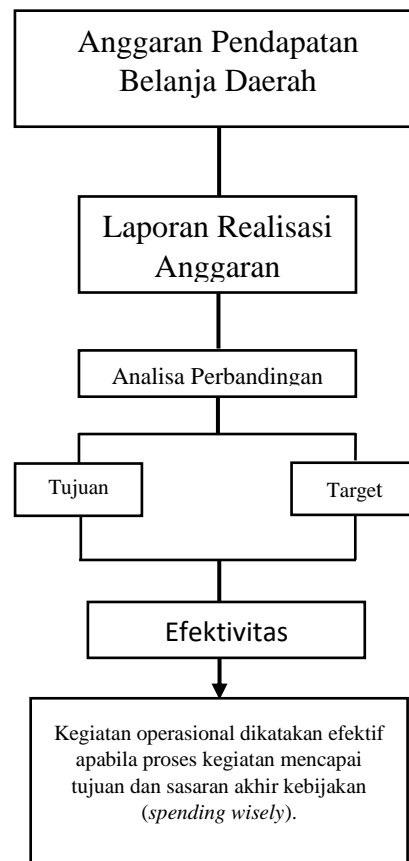 Anggaran Pendapatan
Belanja Daerah
Laporan Realisasi
Anggaran
Analisa Perbandingan
Tujuan
Target
Efektivitas
Kegiatan operasional dikatakan efektif
apabila proses kegiatan mencapai
tujuan dan sasaran akhir kebijakan
(spending wisely).